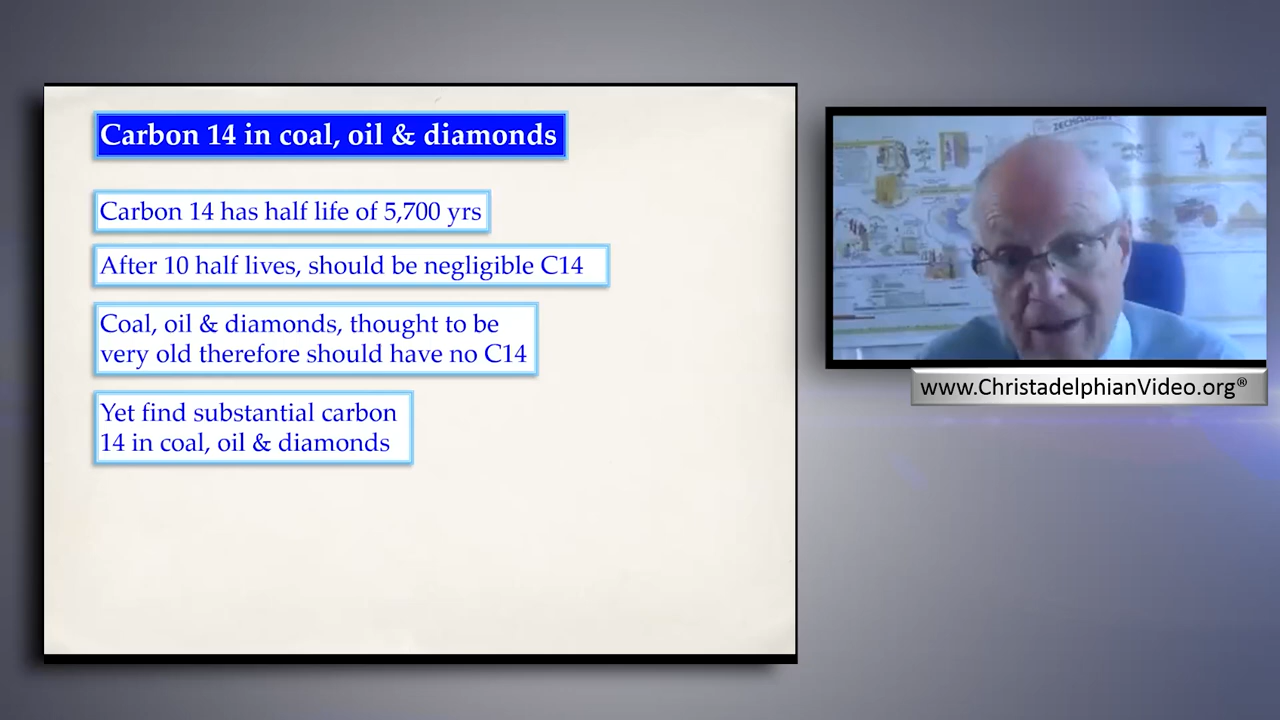 Carbon 14 in coal, oil & diamonds
Carbon 14 has half life of 5,700 yrs
After 10 half lives, should be negligible C14
Coal, oil & diamonds, thought to be
very old therefore should have no C14
Yet find substantial carbon
14 in coal, oil & diamonds
www.ChristadelphianVideo.org®